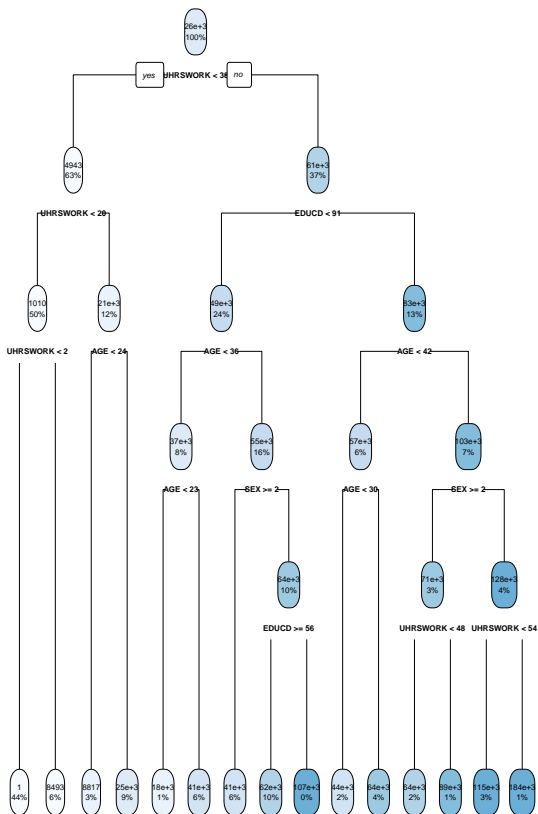 26e+3
100%
yes UHRSWORK < 36 no
4943
63%
61e+3
37%
UHRSWORK < 20
EDUCD < 91
1010
50%
21e+3
12%
49e+3
24%
83e+3
13%
UHRSWORK < 2
AGE < 24
AGE < 36
AGE < 42
37e+3
8%
55e+3
16%
57e+3
6%
103e+3
7%
AGE < 23
SEX >= 2
AGE < 30
SEX >= 2
64e+3
10%
71e+3
3%
128e+3
4%
EDUCD >= 56
UHRSWORK < 48
UHRSWORK < 54
1
44%
8493
6%
8817
3%
25e+3
9%
18e+3
1%
41e+3
6%
41e+3
6%
62e+3
10%
107e+3
0%
44e+3
2%
64e+3
4%
64e+3
2%
89e+3
1%
115e+3
3%
184e+3
1%